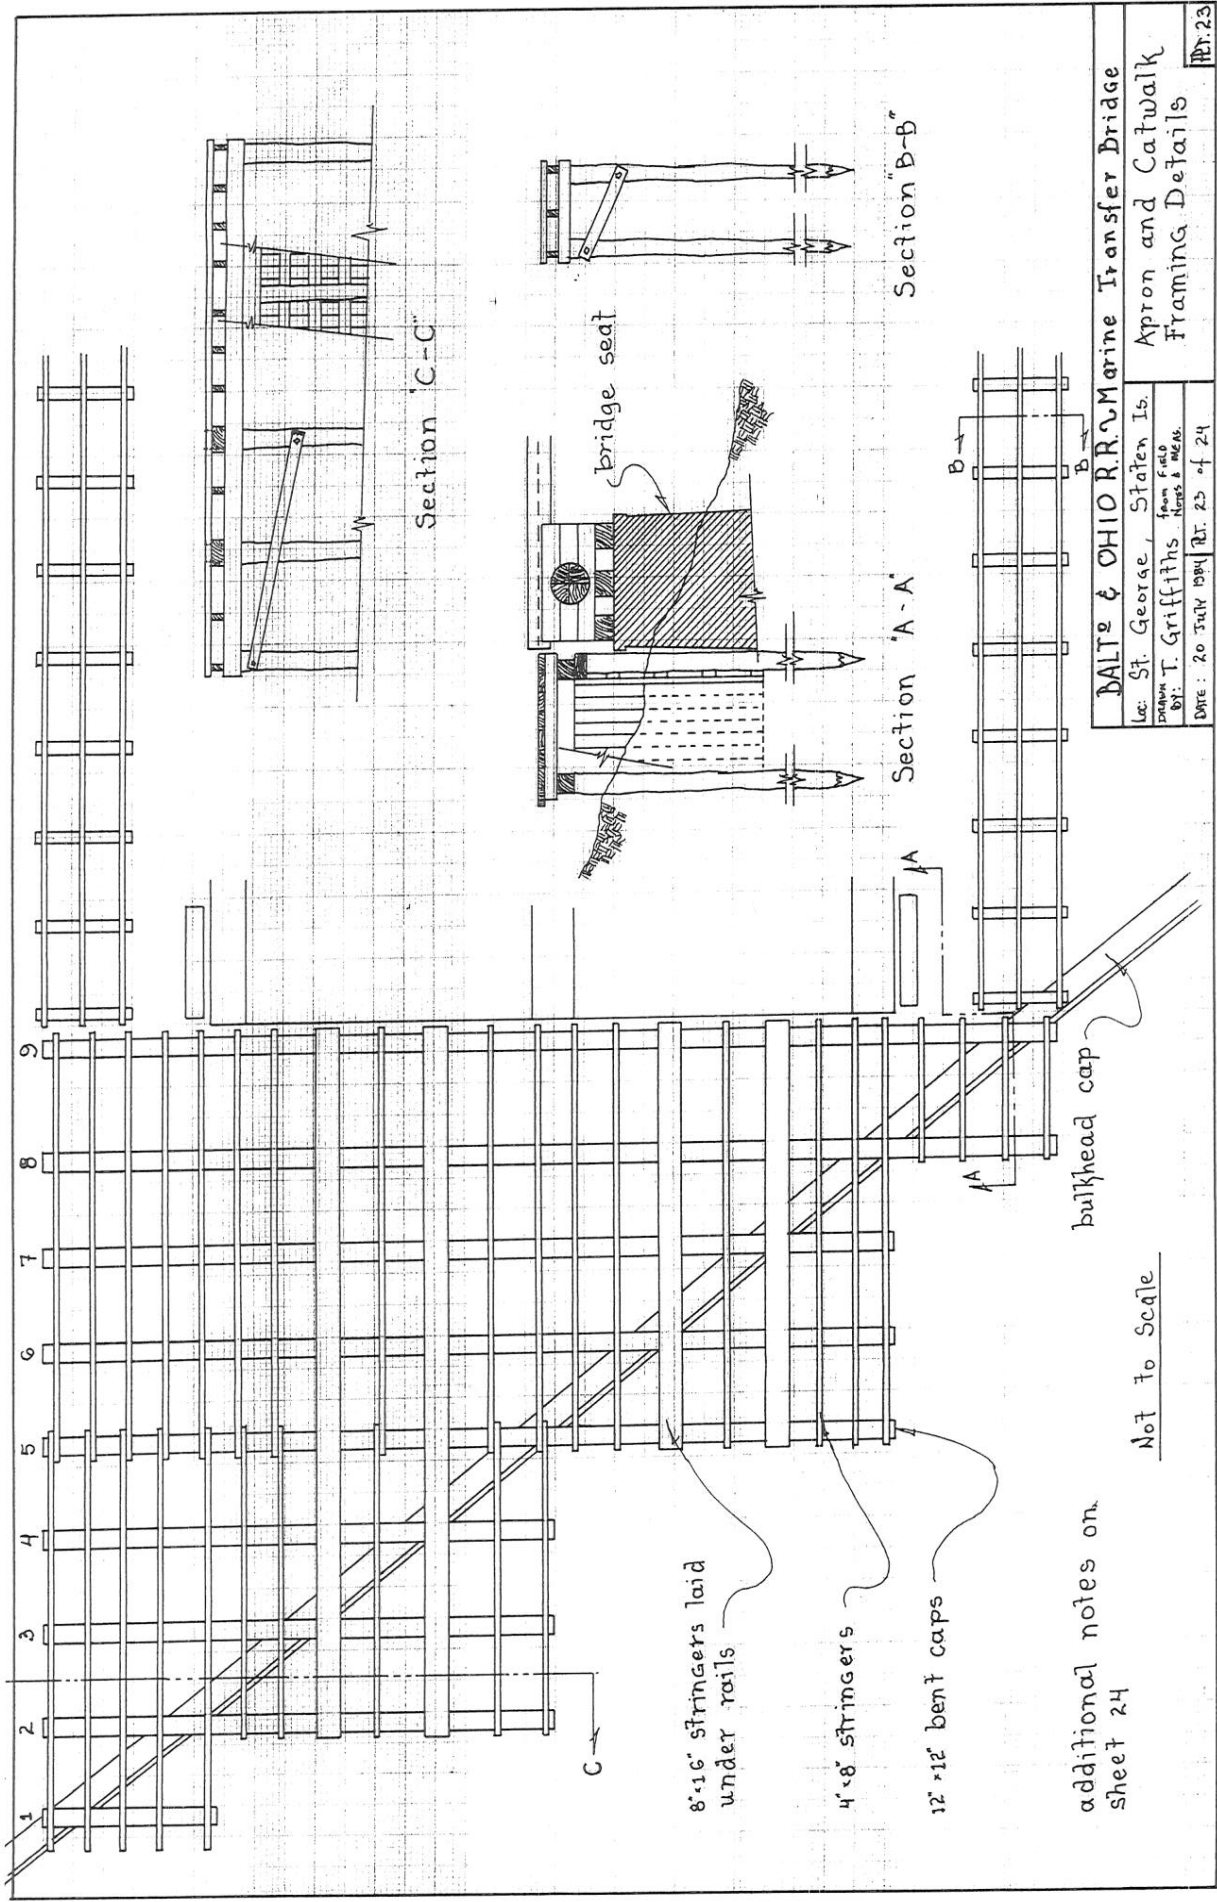 1 2 3 4 5 6 7 8 9
Section "C-C"
bridge seat
Section "A-A"
Section "B-B"
C
A
A
B
B
8"x16" stringers laid
under rails
4"x8" stringers
12"x12" bent caps
bulkhead cap
additional notes on
sheet 24
Not to Scale
BALTO & OHIO R.R. ~ Marine Transfer Bridge
Loc: St. George, Staten Is.
DRAWN BY: T. Griffiths from FIELD NOTES & MEAS.
DATE: 20 JULY 1984 PLT. 23 of 24
Apron and Catwalk
Framing Details
PLT. 23